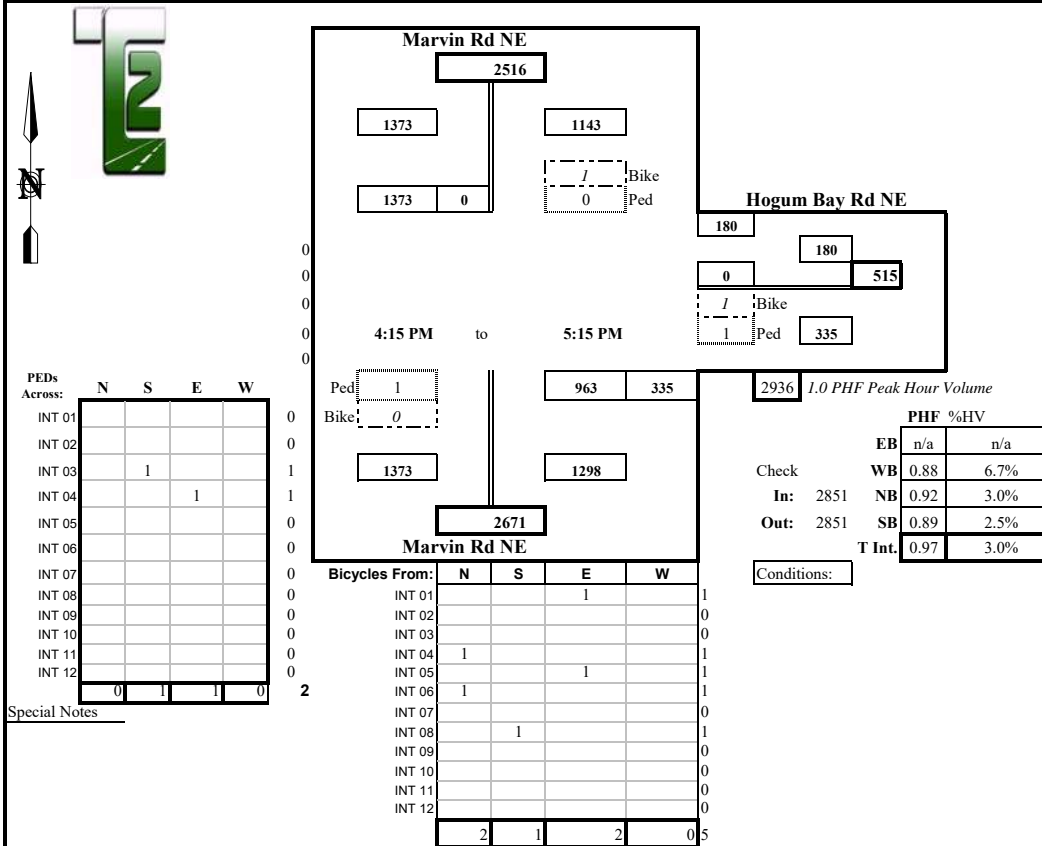 TE2
N
Marvin Rd NE
2516
1373 1143
1 Bike
1373 0 0 Ped
Hogum Bay Rd NE
180
0 180
0 0 515
0 1 Bike
0 4:15 PM to 5:15 PM 1 Ped 335
0
Ped 1 963 335 2936 1.0 PHF Peak Hour Volume
Bike 0
1373 1298
2671
Marvin Rd NE
PHF %HV
EB n/a n/a
Check WB 0.88 6.7%
In: 2851 NB 0.92 3.0%
Out: 2851 SB 0.89 2.5%
T Int. 0.97 3.0%
Conditions:
PEDs
Across: N S E W
INT 01 0
INT 02 0
INT 03 1 1
INT 04 1 1
INT 05 0
INT 06 0
INT 07 0
INT 08 0
INT 09 0
INT 10 0
INT 11 0
INT 12 0
0 1 1 0 2
Special Notes
Bicycles From: N S E W
INT 01 1 1
INT 02 0
INT 03 0
INT 04 1 1
INT 05 1 1
INT 06 1 1
INT 07 0
INT 08 1 1
INT 09 0
INT 10 0
INT 11 0
INT 12 0
2 1 2 0 5